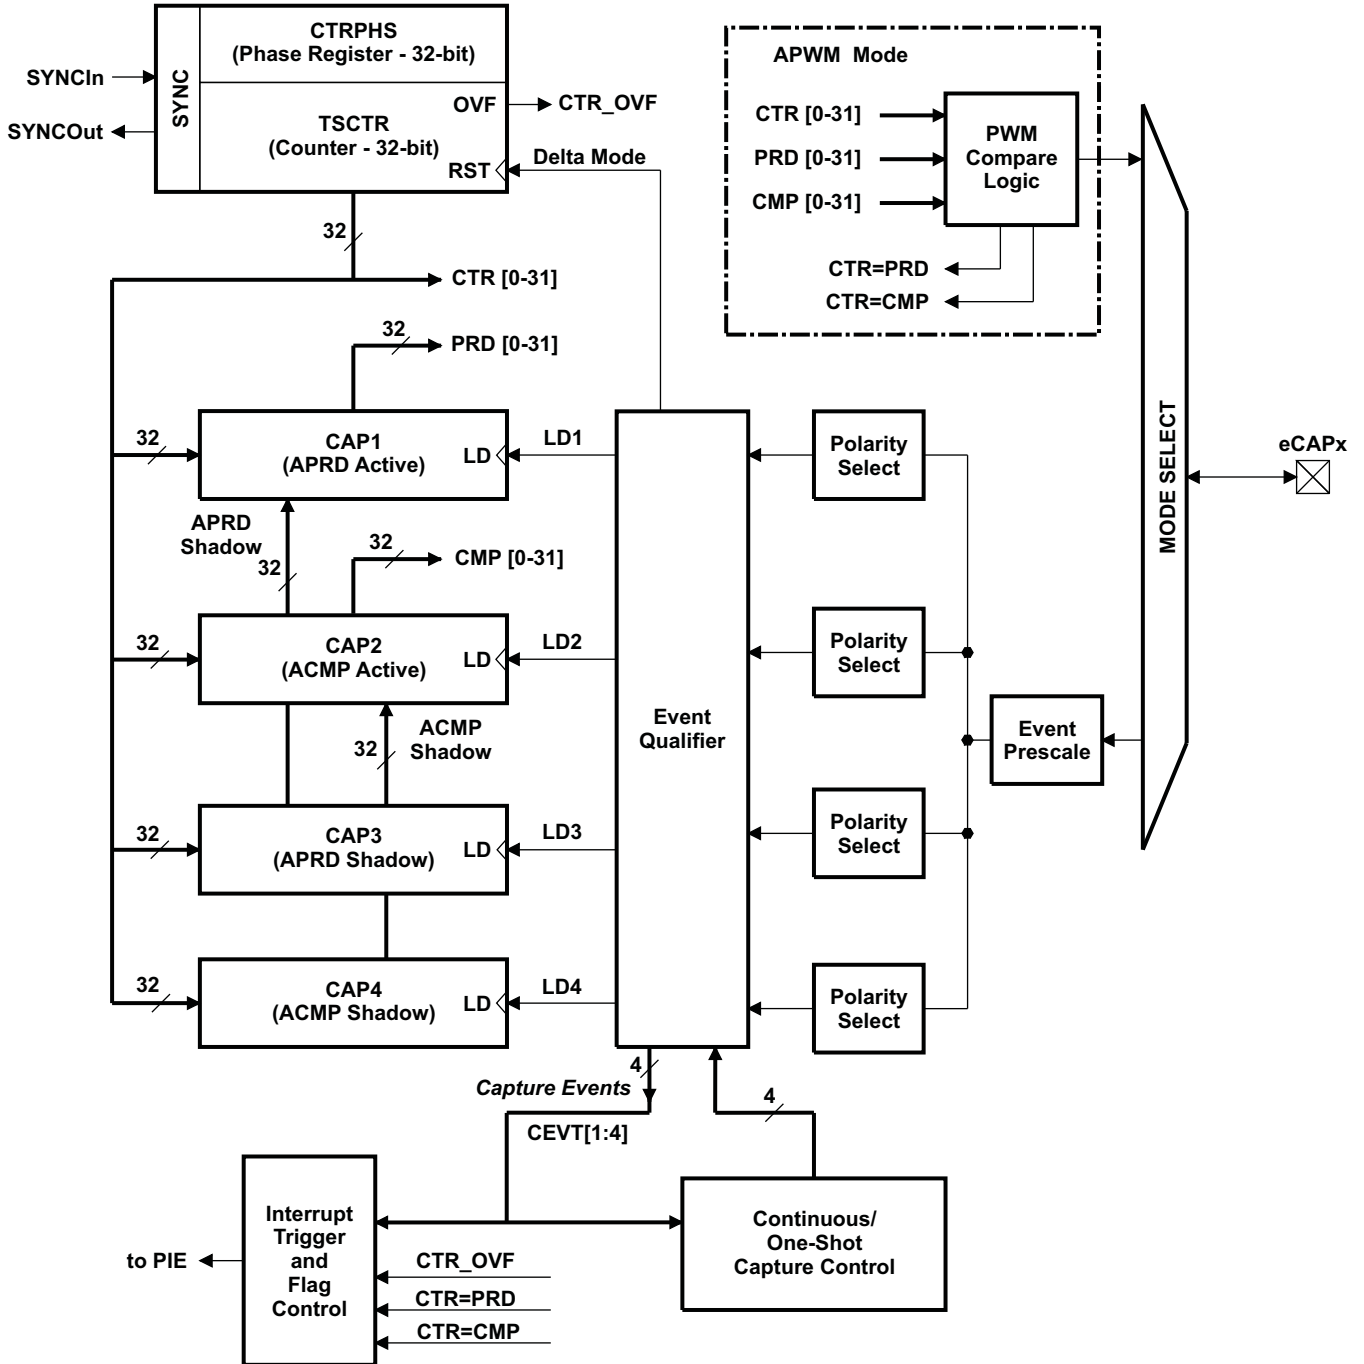 CTRPHS
(Phase Register - 32-bit)
SYNC
SYNCIn
SYNCOut
OVF
CTR_OVF
TSCTR
(Counter - 32-bit)
RST
Delta Mode
32
CTR [0-31]
32
PRD [0-31]
APWM Mode
CTR [0-31]
PRD [0-31]
CMP [0-31]
PWM
Compare
Logic
CTR=PRD
CTR=CMP
MODE SELECT
eCAPx
32
CAP1
(APRD Active)
LD
LD1
Polarity
Select
APRD
Shadow
32
32
CMP [0-31]
32
CAP2
(ACMP Active)
LD
LD2
Polarity
Select
ACMP
Shadow
32
Event
Qualifier
Event
Prescale
32
CAP3
(APRD Shadow)
LD
LD3
Polarity
Select
32
CAP4
(ACMP Shadow)
LD
LD4
Polarity
Select
4
Capture Events
CEVT[1:4]
4
Interrupt
Trigger
and
Flag
Control
to PIE
CTR_OVF
CTR=PRD
CTR=CMP
Continuous/
One-Shot
Capture Control